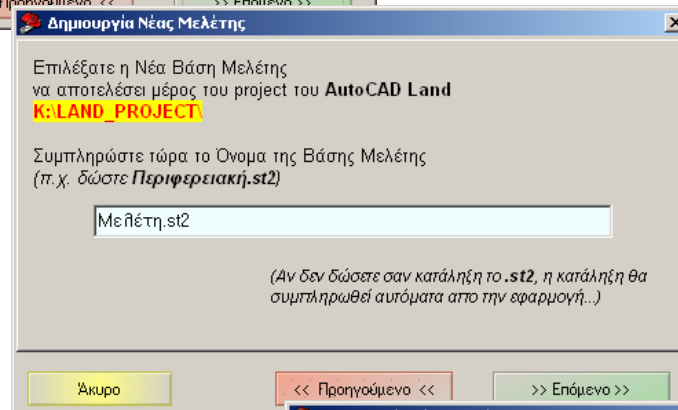 << >> Επόμενο >>
Δημιουργία Νέας Μελέτης
Επιλέξατε η Νέα Βάση Μελέτης
να αποτελέσει μέρος του project του AutoCAD Land
K:\LAND_PROJECT\
Συμπληρώστε τώρα το Όνομα της Βάσης Μελέτης
(π.χ. δώστε Περιφερειακή.st2)
Μελέτη.st2
(Αν δεν δώσετε σαν κατάληξη το .st2, η κατάληξη θα
συμπληρωθεί αυτόματα απο την εφαρμογή...)
Άκυρο
<< Προηγούμενο <<
>> Επόμενο >>